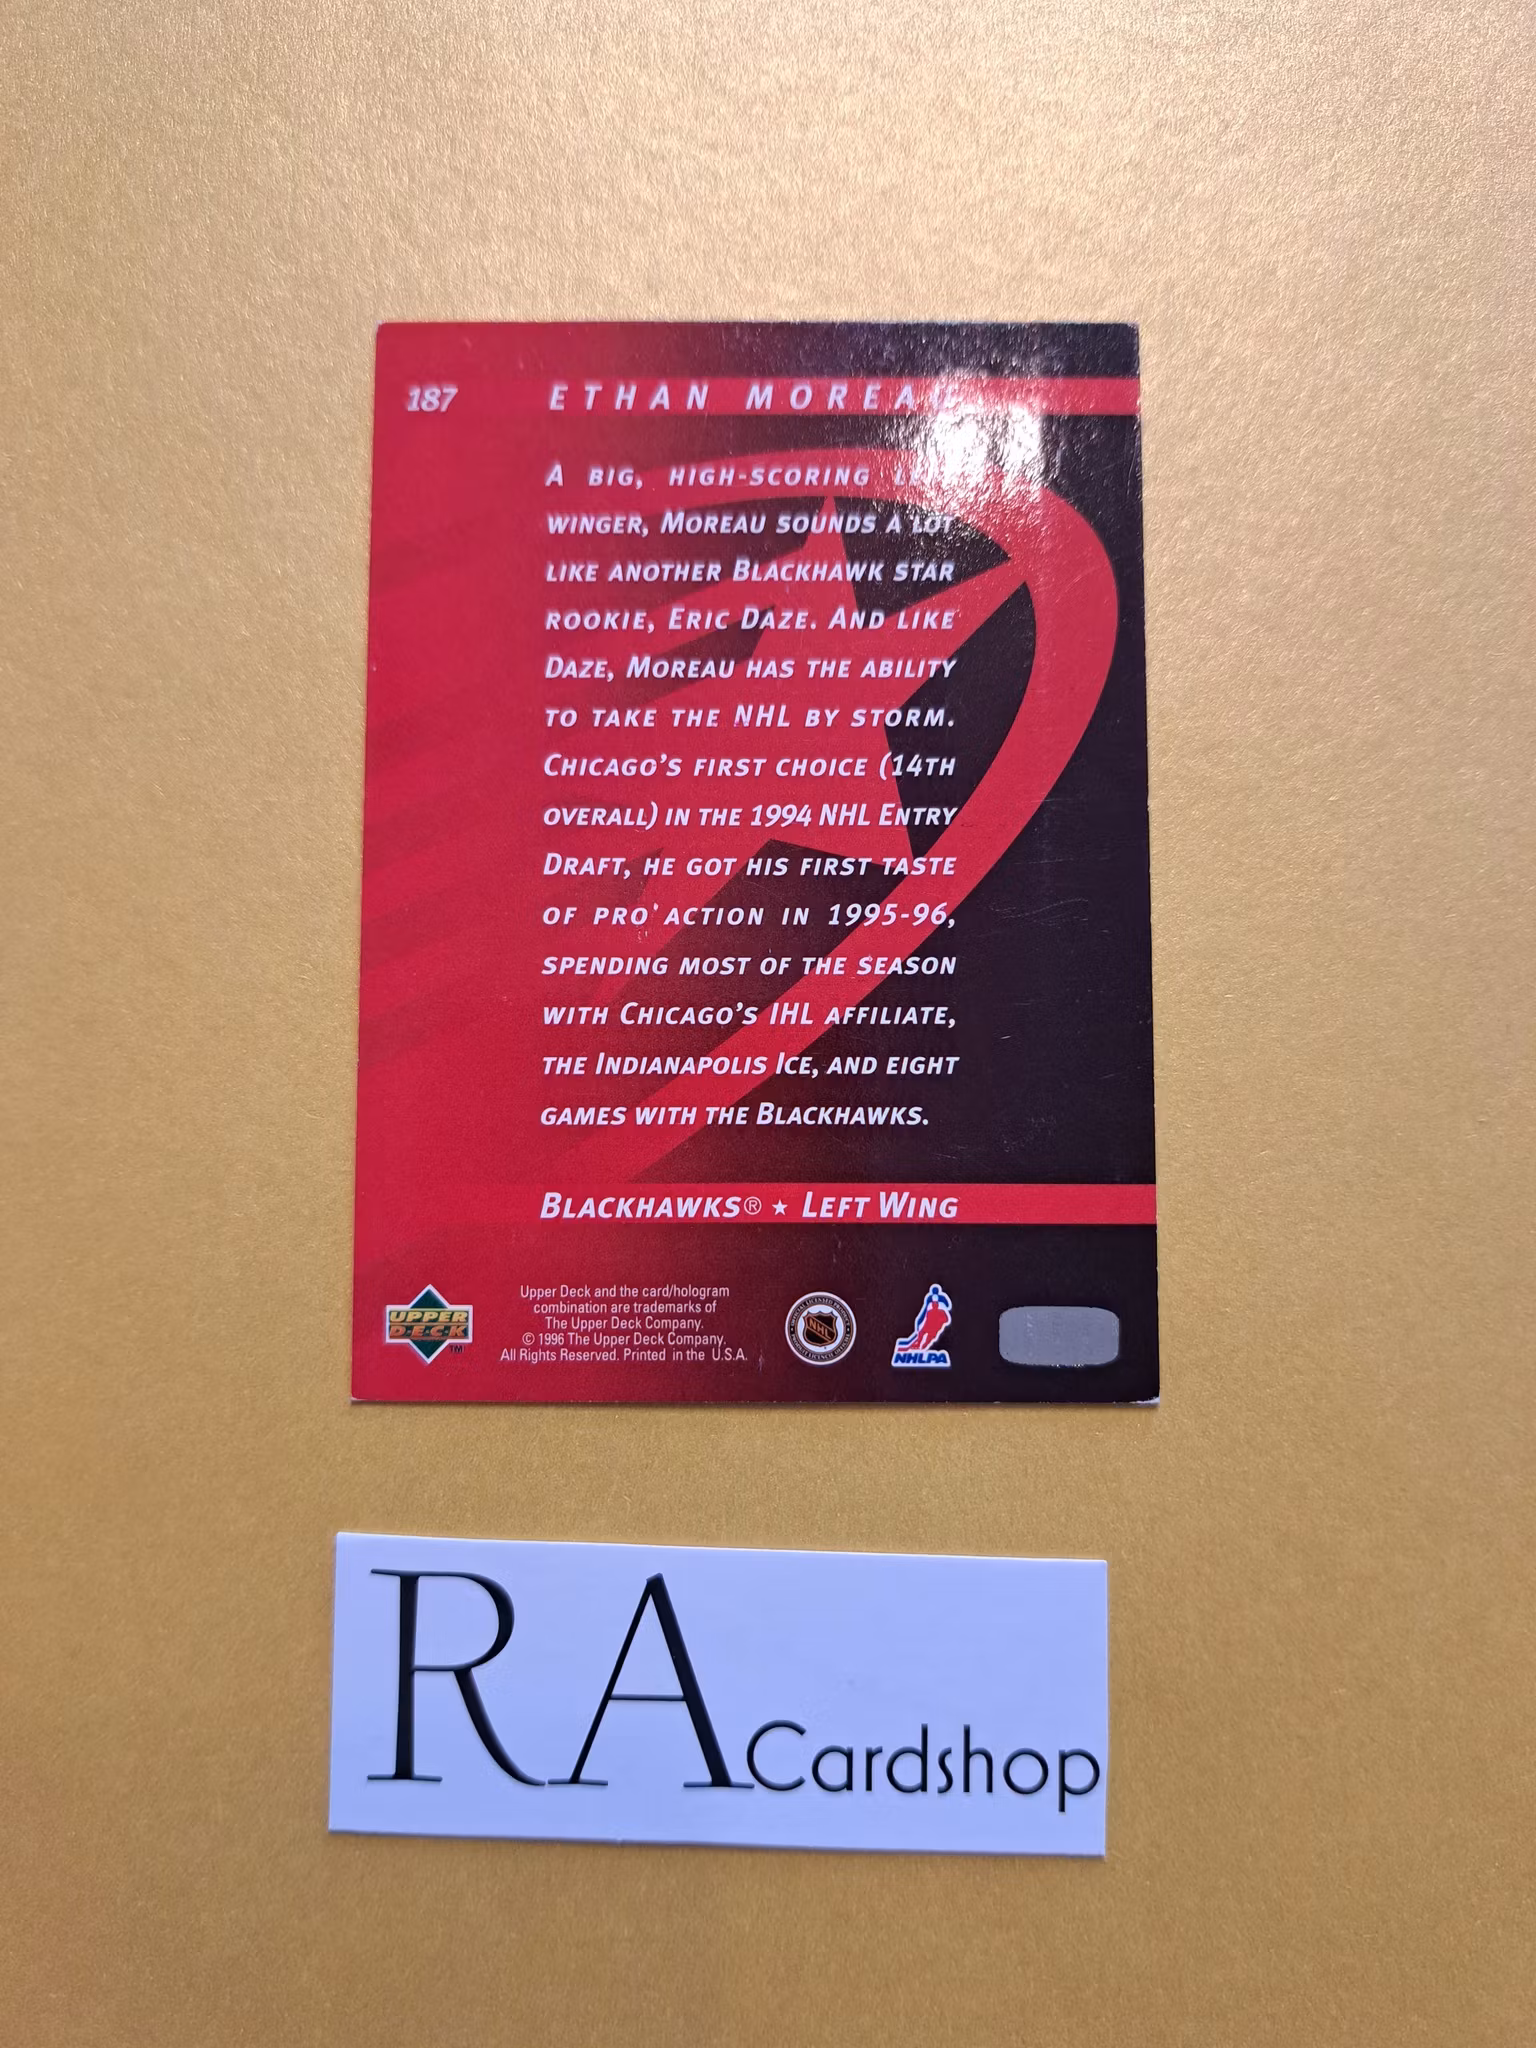 187
ETHAN MOREAU
A BIG, HIGH-SCORING
WINGER, MOREAU SOUNDS A LOT
LIKE ANOTHER BLACKHAWK STAR
ROOKIE, ERIC DAZE. AND LIKE
DAZE, MOREAU HAS THE ABILITY
TO TAKE THE NHL BY STORM.
CHICAGO'S FIRST CHOICE (14TH
OVERALL) IN THE 1994 NHL ENTRY
DRAFT, HE GOT HIS FIRST TASTE
OF PRO ACTION IN 1995-96,
SPENDING MOST OF THE SEASON
WITH CHICAGO'S IHL AFFILIATE,
THE INDIANAPOLIS ICE, AND EIGHT
GAMES WITH THE BLACKHAWKS.
BLACKHAWKS® ★ LEFT WING
UPPER
DECK
TM
Upper Deck and the card/hologram
combination are trademarks of
The Upper Deck Company.
© 1996 The Upper Deck Company.
All Rights Reserved. Printed in the U.S.A.
NHL
NHLPA
RA Cardshop